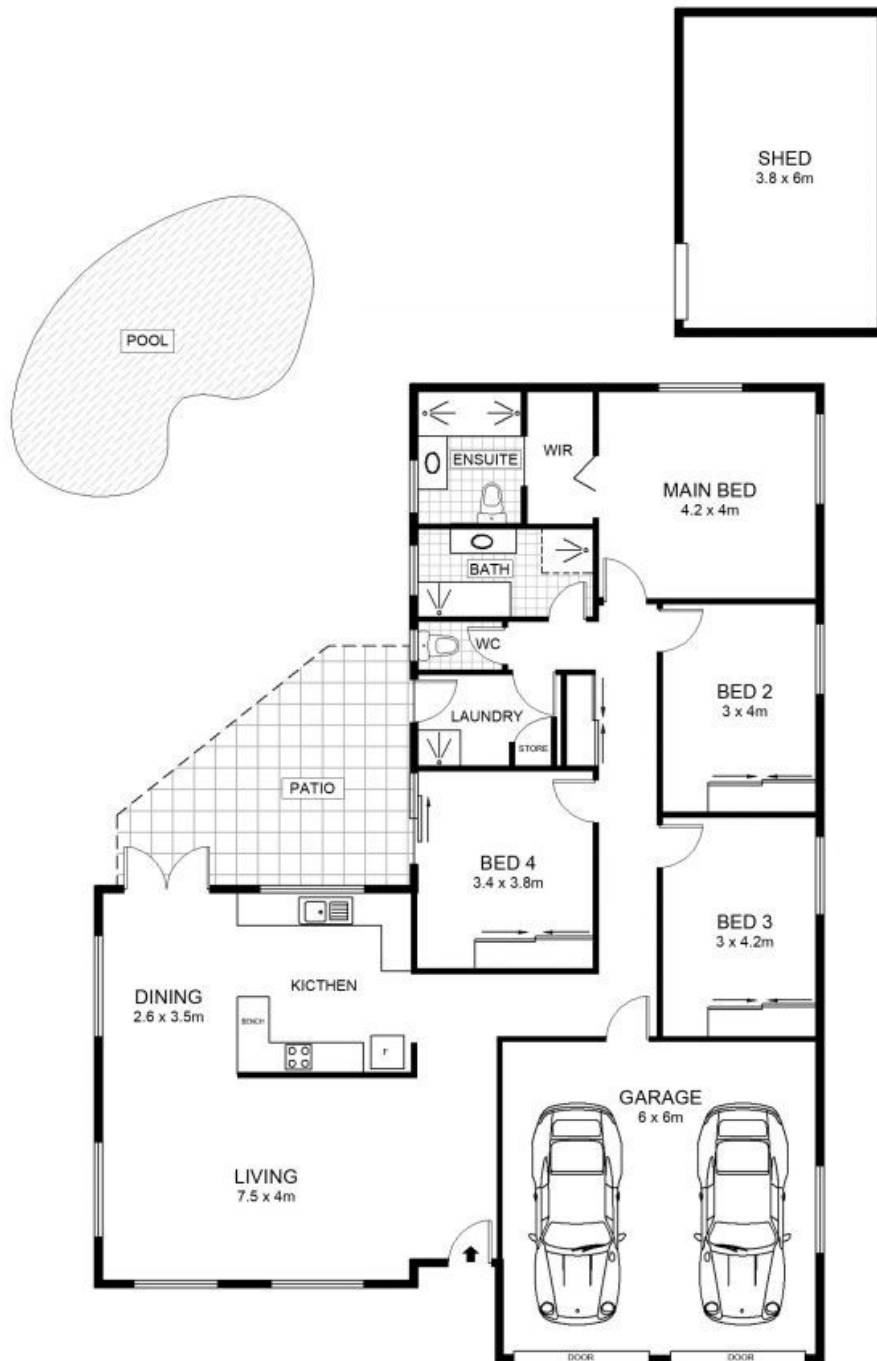 SHED
3.8 x 6m
POOL
WIR
ENSUITE
MAIN BED
4.2 x 4m
BATH
WC
BED 2
3 x 4m
LAUNDRY
STORE
PATIO
BED 4
3.4 x 3.8m
BED 3
3 x 4.2m
KICTHEN
DINING
2.6 x 3.5m
BENCH
r
GARAGE
6 x 6m
LIVING
7.5 x 4m
DOOR
DOOR